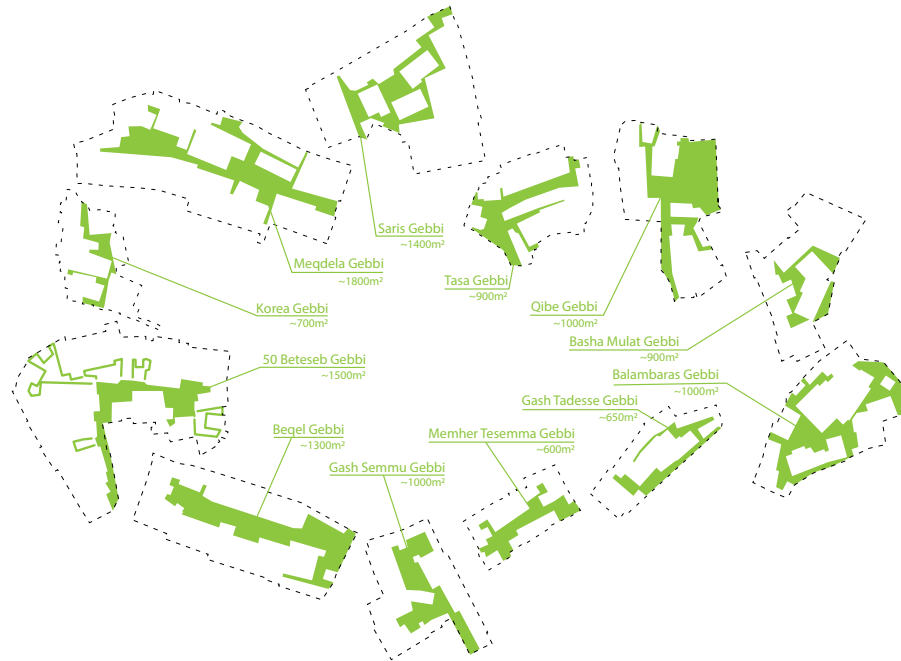 Saris Gebbi
~1400m²
Meqdela Gebbi
~1800m²
Tasa Gebbi
~900m²
Korea Gebbi
~700m²
Qibe Gebbi
~1000m²
Basha Mulat Gebbi
~900m²
50 Beteseb Gebbi
~1500m²
Balambaras Gebbi
~1000m²
Gash Tadesse Gebbi
~650m²
Beqel Gebbi
~1300m²
Memher Tesemma Gebbi
~600m²
Gash Semmu Gebbi
~1000m²